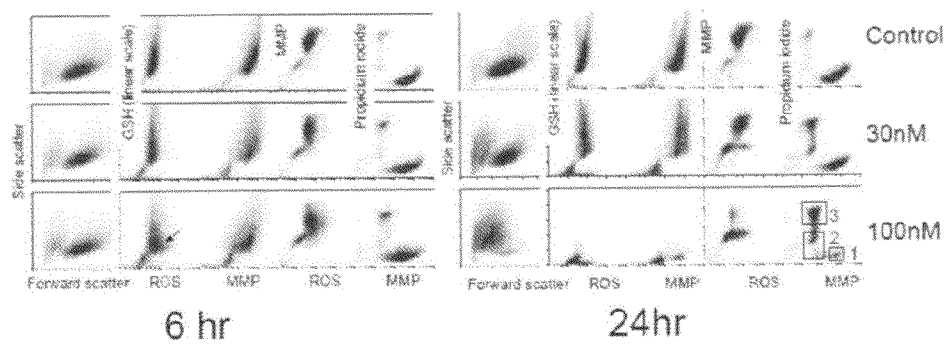 Side scatter
GSH (linear scale)
MMP
Propidium iodide
Side scatter
GSH (linear scale)
MMP
Propidium iodide
Control
30nM
100nM
3
2
1
Forward scatter ROS MMP ROS MMP
Forward scatter ROS MMP ROS MMP
6 hr
24hr